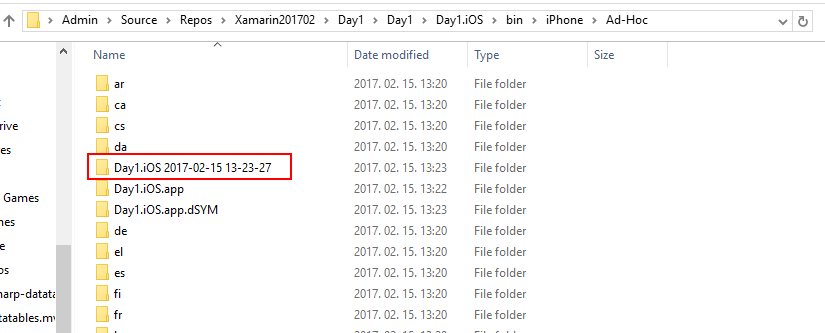 Admin > Source > Repos > Xamarin201702 > Day1 > Day1 > Day1.iOS > bin > iPhone > Ad-Hoc
Name Date modified Type Size
ar 2017. 02. 15. 13:20 File folder
ca 2017. 02. 15. 13:20 File folder
cs 2017. 02. 15. 13:20 File folder
rive da 2017. 02. 15. 13:20 File folder
es Day1.iOS 2017-02-15 13-23-27 2017. 02. 15. 13:23 File folder
Games Day1.iOS.app 2017. 02. 15. 13:22 File folder
Day1.iOS.app.dSYM 2017. 02. 15. 13:23 File folder
nes de 2017. 02. 15. 13:20 File folder
e el 2017. 02. 15. 13:20 File folder
os es 2017. 02. 15. 13:20 File folder
harp-datata fi 2017. 02. 15. 13:20 File folder
tatables.mv fr 2017. 02. 15. 13:20 File folder